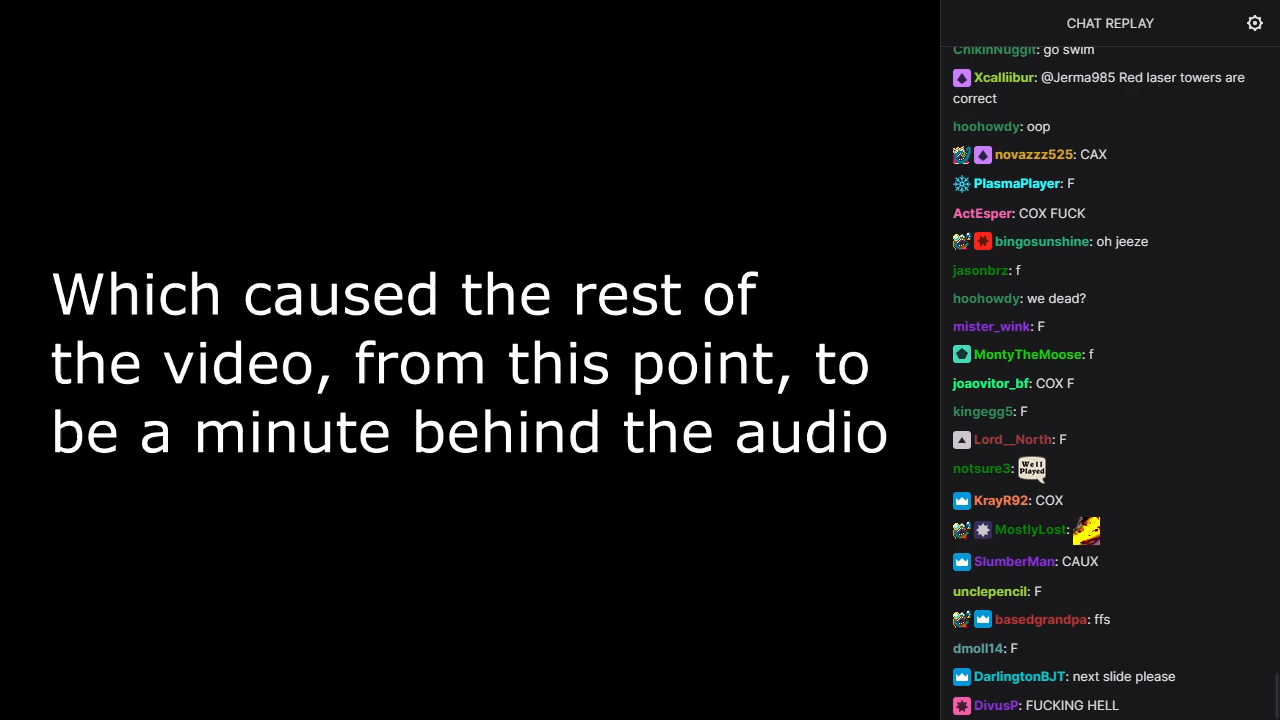 Which caused the rest of
the video, from this point, to
be a minute behind the audio
CHAT REPLAY
ChikinNuggit: go swim
Xcalliibur: @Jerma985 Red laser towers are
correct
hoohowdy: oop
novazzz525: CAX
PlasmaPlayer: F
ActEsper: COX FUCK
bingosunshine: oh jeeze
jasonbrz: f
hoohowdy: we dead?
mister_wink: F
MontyTheMoose: f
joaovitor_bf: COX F
kingegg5: F
Lord__North: F
notsure3: Well
Played
KrayR92: COX
MostlyLost:
SlumberMan: CAUX
unclepencil: F
basedgrandpa: ffs
dmoll14: F
DarlingtonBJT: next slide please
DivusP: FUCKING HELL